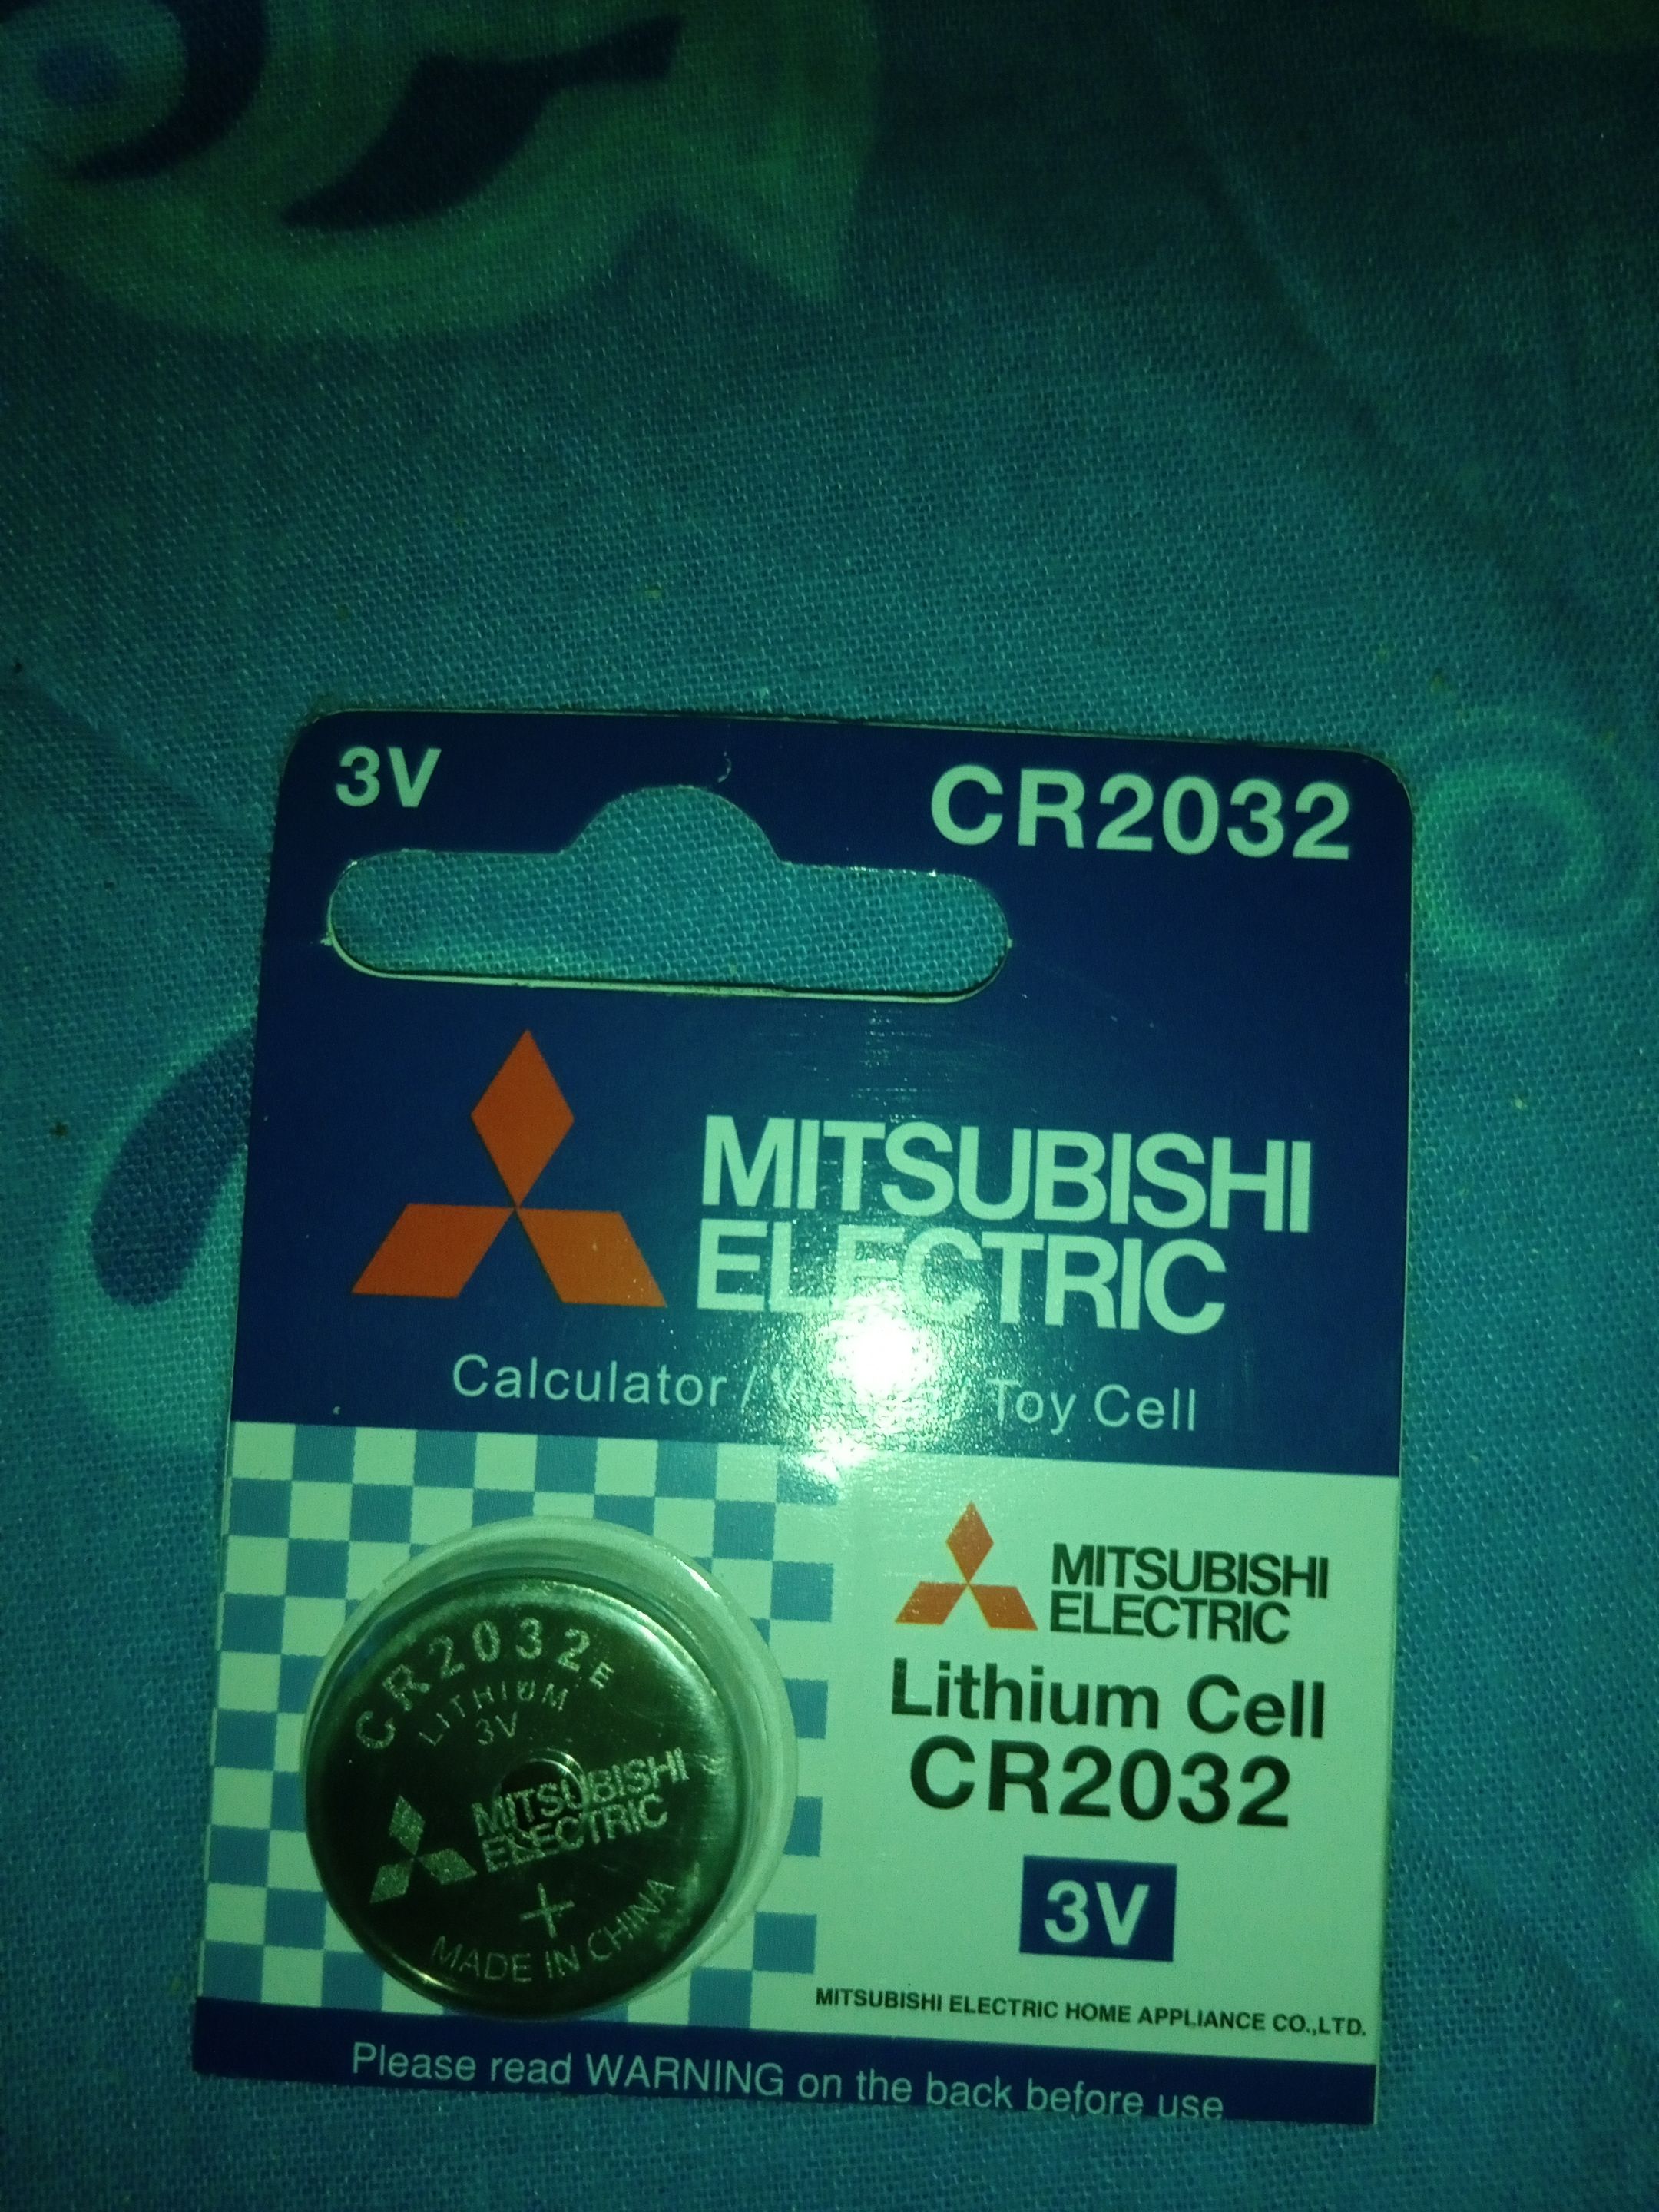 3V
CR2032
MITSUBISHI
ELECTRIC
Calculator / / Toy Cell
MITSUBISHI
ELECTRIC
Lithium Cell
CR2032
3V
MITSUBISHI ELECTRIC HOME APPLIANCE CO.,LTD.
CR2032E
LITHIUM
3V
MITSUBISHI
ELECTRIC
+
MADE IN CHINA
Please read WARNING on the back before use